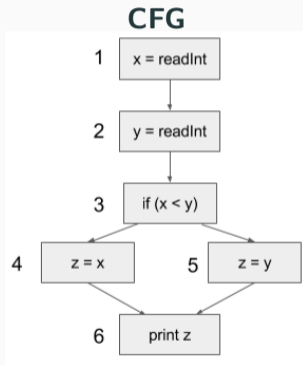 CFG
1 x = readInt
2 y = readInt
3 if (x < y)
4 z = x 5 z = y
6 print z